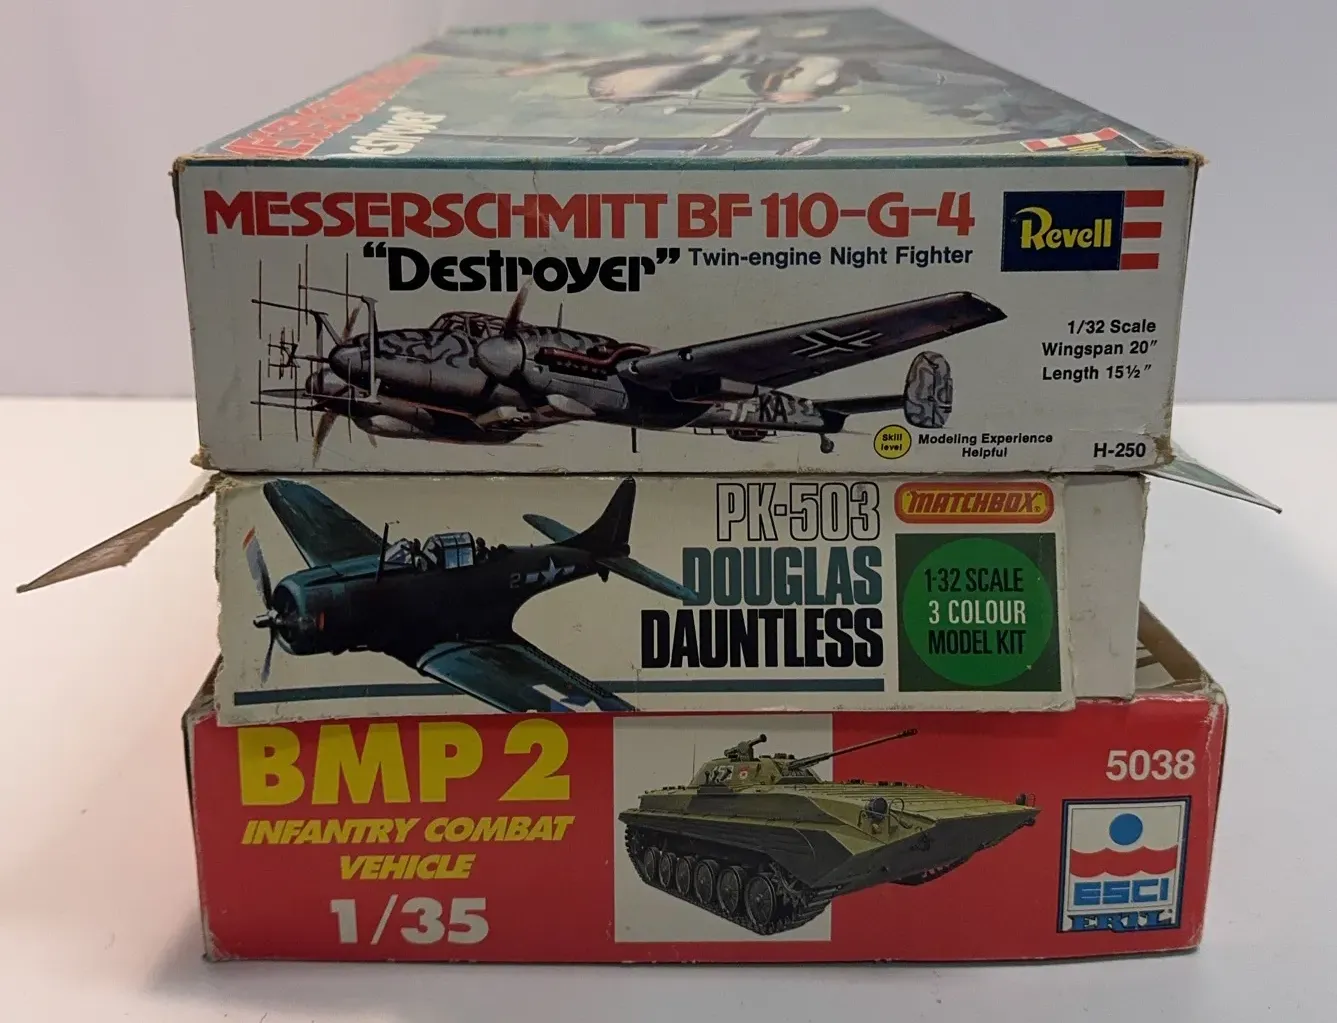 MESSERSCHMITT BF 110-G-4
"Destroyer" Twin-engine Night Fighter
Revell
1/32 Scale
Wingspan 20"
Length 15½"
KA
Skill level
Modeling Experience
Helpful
H-250
PK-503
DOUGLAS
DAUNTLESS
MATCHBOX
1-32 SCALE
3 COLOUR
MODEL KIT
2
BMP 2
INFANTRY COMBAT
VEHICLE
1/35
5038
ESCI
ERTL